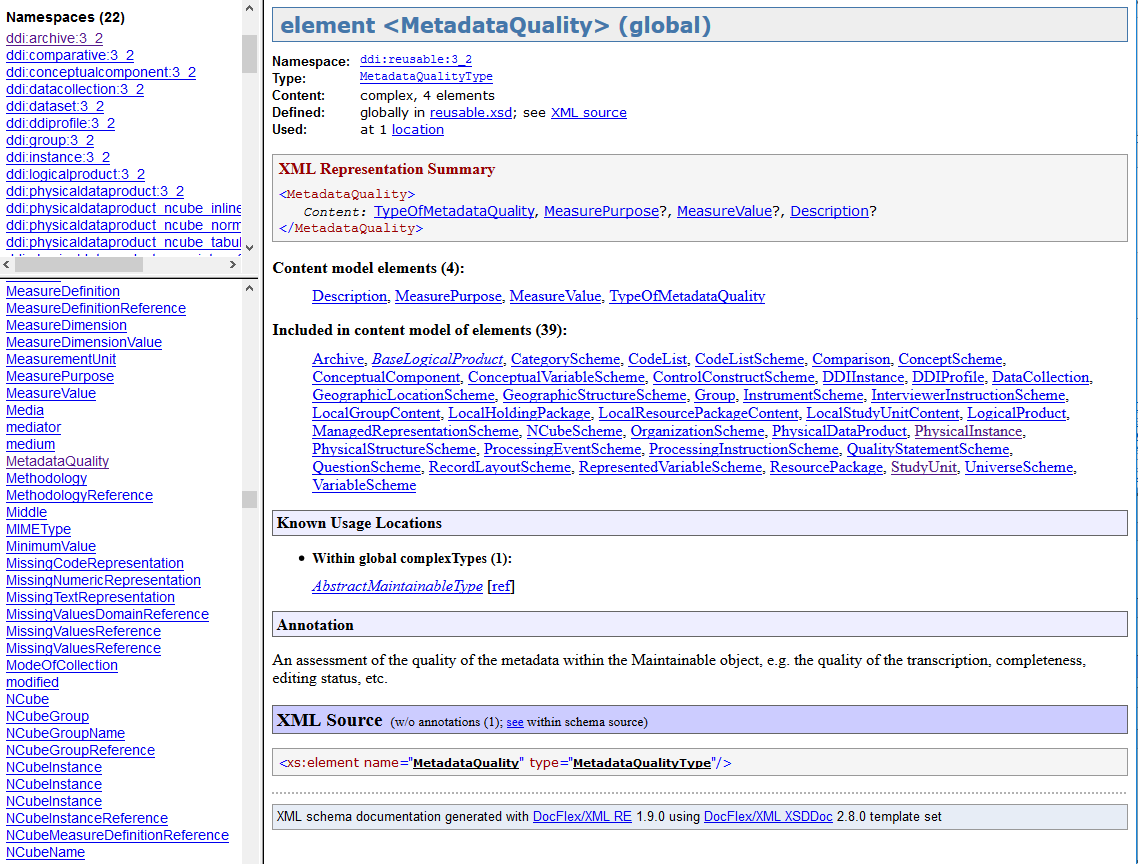 Namespaces (22)
ddi:archive:3_2
ddi:comparative:3_2
ddi:conceptualcomponent:3_2
ddi:datacollection:3_2
ddi:dataset:3_2
ddi:ddiprofile:3_2
ddi:group:3_2
ddi:instance:3_2
ddi:logicalproduct:3_2
ddi:physicaldataproduct:3_2
ddi:physicaldataproduct_ncube_inline
ddi:physicaldataproduct_ncube_norm
ddi:physicaldataproduct_ncube_tabul
MeasureDefinition
MeasureDefinitionReference
MeasureDimension
MeasureDimensionValue
MeasurementUnit
MeasurePurpose
MeasureValue
Media
mediator
medium
MetadataQuality
Methodology
MethodologyReference
Middle
MIMEType
MinimumValue
MissingCodeRepresentation
MissingNumericRepresentation
MissingTextRepresentation
MissingValuesDomainReference
MissingValuesReference
MissingValuesReference
ModeOfCollection
modified
NCube
NCubeGroup
NCubeGroupName
NCubeGroupReference
NCubeInstance
NCubeInstance
NCubeInstance
NCubeInstanceReference
NCubeMeasureDefinitionReference
NCubeName
element <MetadataQuality> (global)
Namespace: ddi:reusable:3_2
Type: MetadataQualityType
Content: complex, 4 elements
Defined: globally in reusable.xsd; see XML source
Used: at 1 location
XML Representation Summary
<MetadataQuality>
Content: TypeOfMetadataQuality, MeasurePurpose?, MeasureValue?, Description?
</MetadataQuality>
Content model elements (4):
Description, MeasurePurpose, MeasureValue, TypeOfMetadataQuality
Included in content model of elements (39):
Archive, BaseLogicalProduct, CategoryScheme, CodeList, CodeListScheme, Comparison, ConceptScheme,
ConceptualComponent, ConceptualVariableScheme, ControlConstructScheme, DDIInstance, DDIProfile, DataCollection,
GeographicLocationScheme, GeographicStructureScheme, Group, InstrumentScheme, InterviewerInstructionScheme,
LocalGroupContent, LocalHoldingPackage, LocalResourcePackageContent, LocalStudyUnitContent, LogicalProduct,
ManagedRepresentationScheme, NCubeScheme, OrganizationScheme, PhysicalDataProduct, PhysicalInstance,
PhysicalStructureScheme, ProcessingEventScheme, ProcessingInstructionScheme, QualityStatementScheme,
QuestionScheme, RecordLayoutScheme, RepresentedVariableScheme, ResourcePackage, StudyUnit, UniverseScheme,
VariableScheme
Known Usage Locations
• Within global complexTypes (1):
AbstractMaintainableType [ref]
Annotation
An assessment of the quality of the metadata within the Maintainable object, e.g. the quality of the transcription, completeness,
editing status, etc.
XML Source (w/o annotations (1); see within schema source)
<xs:element name="MetadataQuality" type="MetadataQualityType"/>
XML schema documentation generated with DocFlex/XML RE 1.9.0 using DocFlex/XML XSDDoc 2.8.0 template set